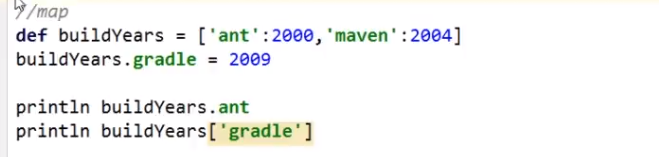 //map
def buildYears = ['ant':2000,'maven':2004]
buildYears.gradle = 2009
println buildYears.ant
println buildYears['gradle']